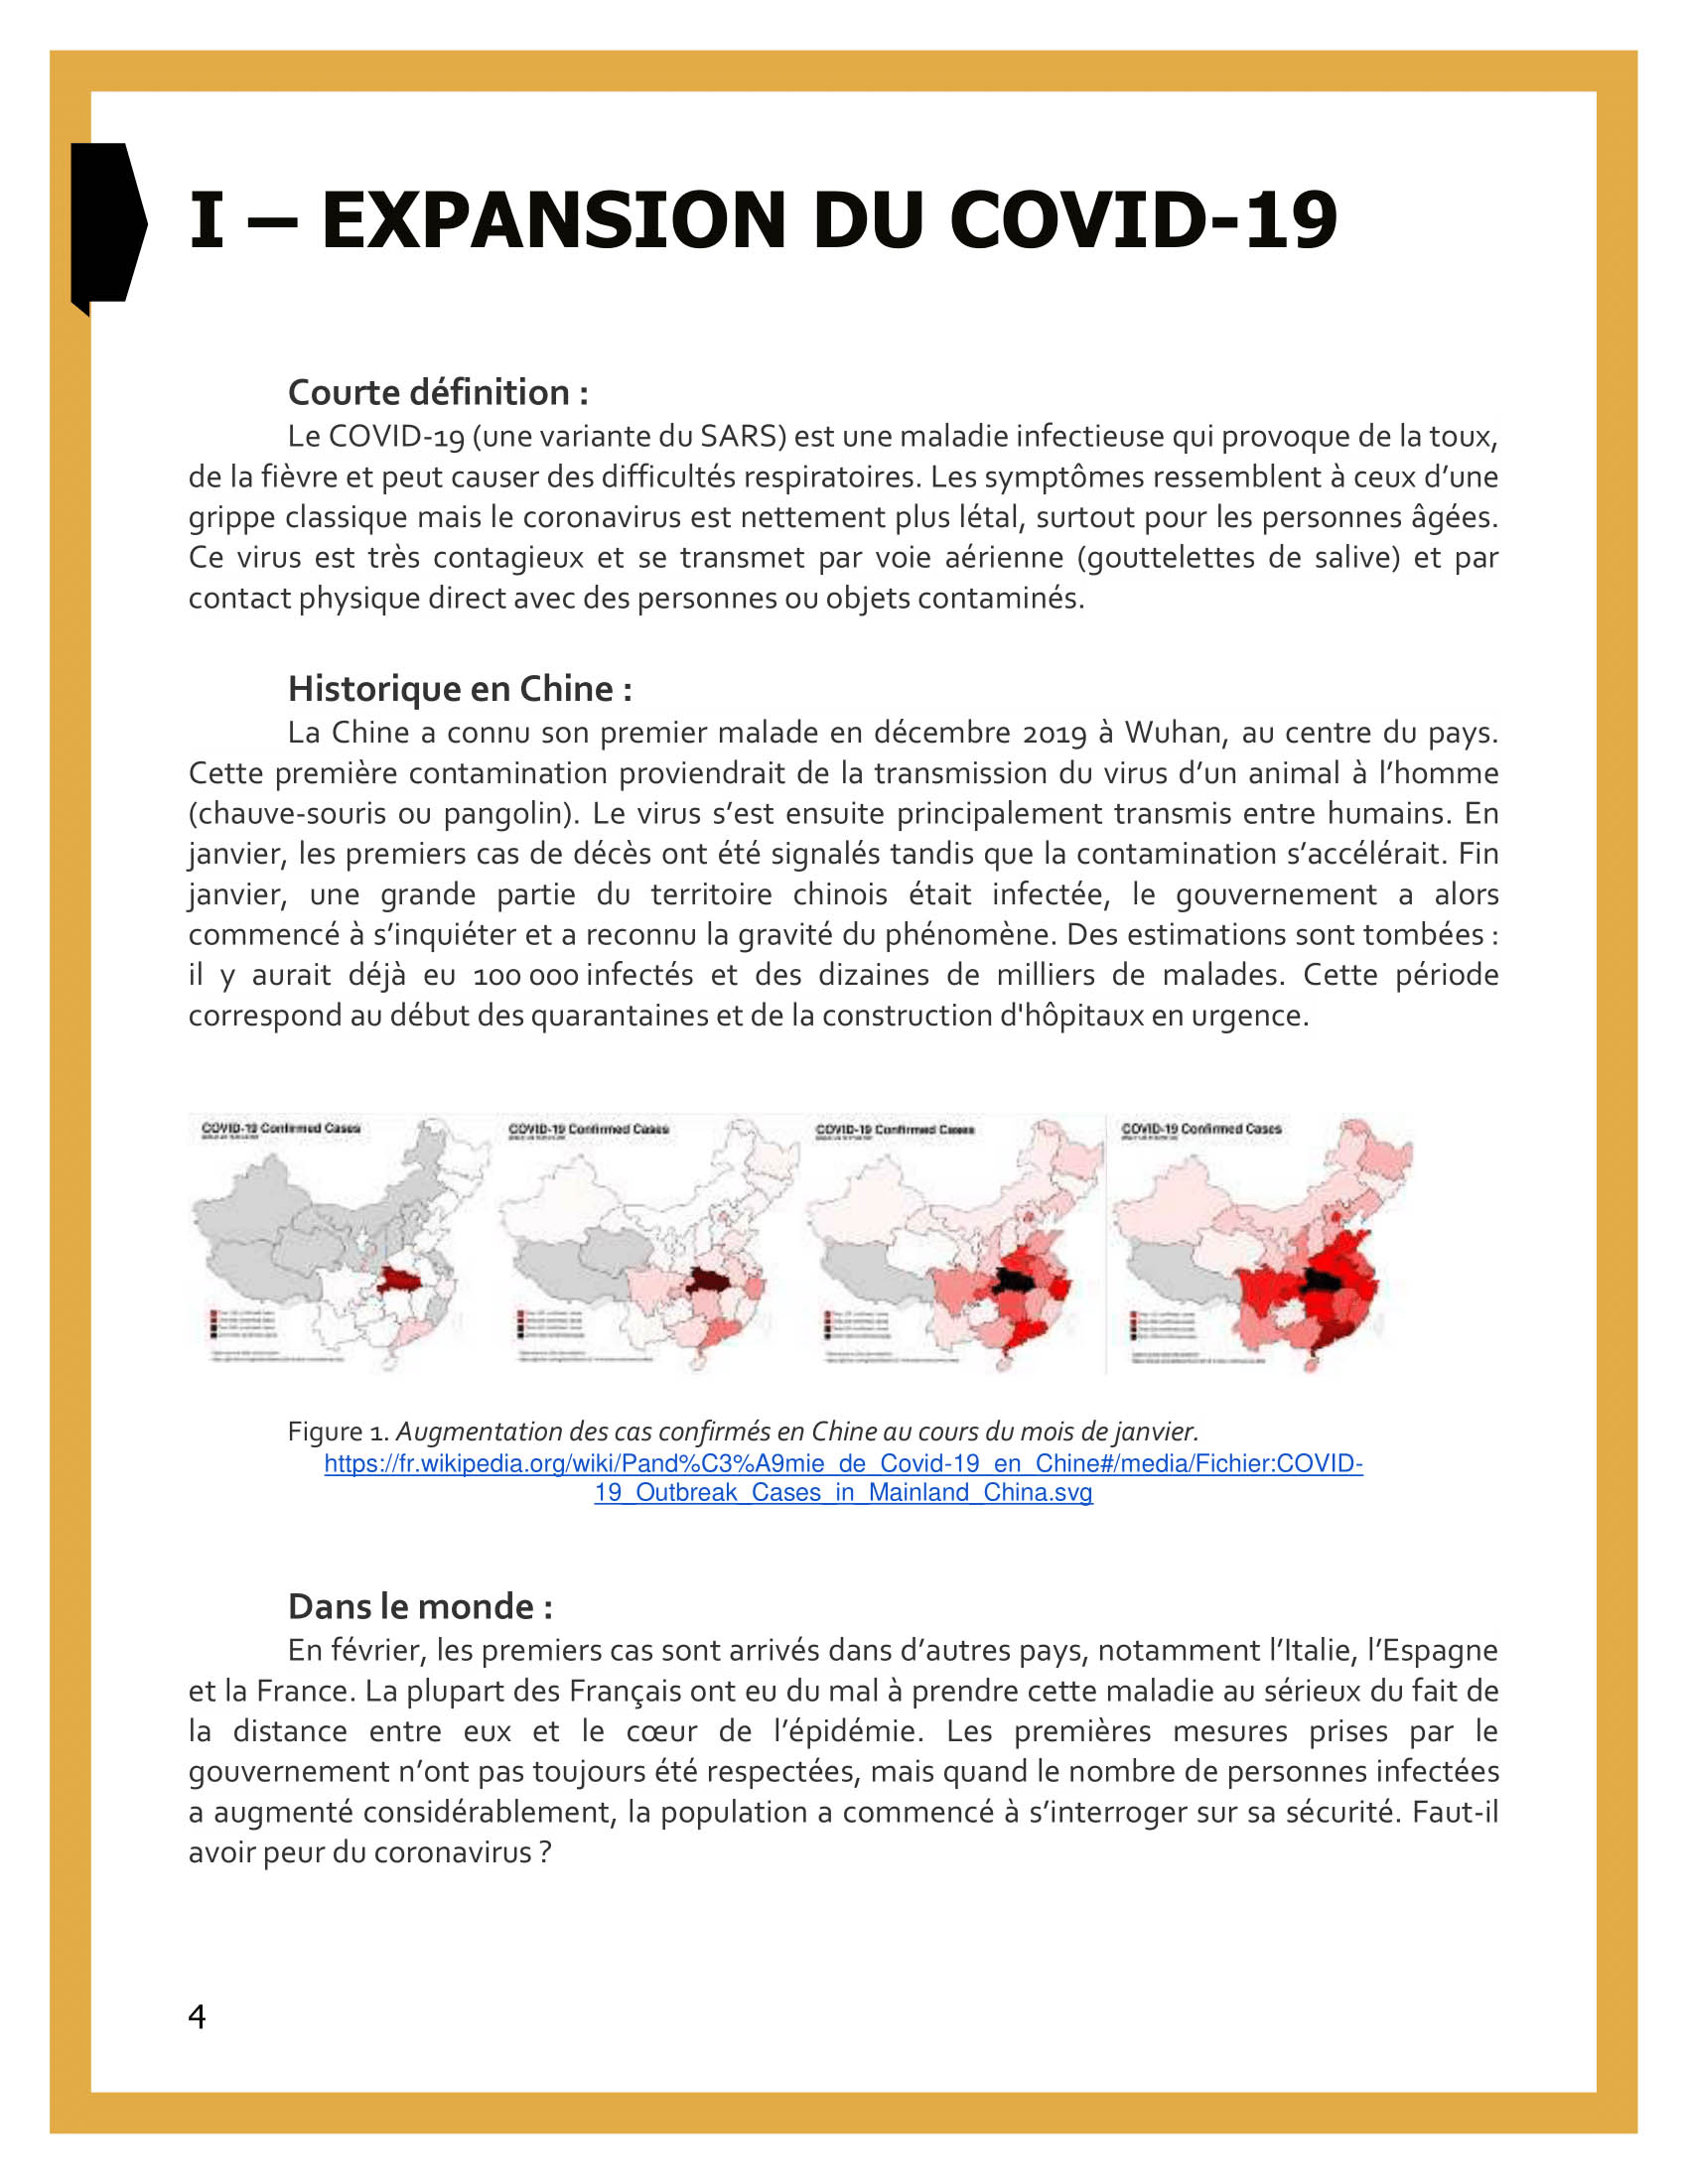 I – EXPANSION DU COVID-19
Courte définition :
Le COVID-19 (une variante du SARS) est une maladie infectieuse qui provoque de la toux,
de la fièvre et peut causer des difficultés respiratoires. Les symptômes ressemblent à ceux d’une
grippe classique mais le coronavirus est nettement plus létal, surtout pour les personnes âgées.
Ce virus est très contagieux et se transmet par voie aérienne (gouttelettes de salive) et par
contact physique direct avec des personnes ou objets contaminés.
Historique en Chine :
La Chine a connu son premier malade en décembre 2019 à Wuhan, au centre du pays.
Cette première contamination proviendrait de la transmission du virus d’un animal à l’homme
(chauve-souris ou pangolin). Le virus s’est ensuite principalement transmis entre humains. En
janvier, les premiers cas de décès ont été signalés tandis que la contamination s’accélérait. Fin
janvier, une grande partie du territoire chinois était infectée, le gouvernement a alors
commencé à s’inquiéter et a reconnu la gravité du phénomène. Des estimations sont tombées :
il y aurait déjà eu 100 000 infectés et des dizaines de milliers de malades. Cette période
correspond au début des quarantaines et de la construction d'hôpitaux en urgence.
COVID-19 Confirmed Cases
COVID-19 Confirmed Cases
COVID-19 Confirmed Cases
COVID-19 Confirmed Cases
Figure 1. Augmentation des cas confirmés en Chine au cours du mois de janvier.
https://fr.wikipedia.org/wiki/Pand%C3%A9mie_de_Covid-19_en_Chine#/media/Fichier:COVID-
19_Outbreak_Cases_in_Mainland_China.svg
Dans le monde :
En février, les premiers cas sont arrivés dans d’autres pays, notamment l’Italie, l’Espagne
et la France. La plupart des Français ont eu du mal à prendre cette maladie au sérieux du fait de
la distance entre eux et le cœur de l’épidémie. Les premières mesures prises par le
gouvernement n’ont pas toujours été respectées, mais quand le nombre de personnes infectées
a augmenté considérablement, la population a commencé à s’interroger sur sa sécurité. Faut-il
avoir peur du coronavirus ?
4